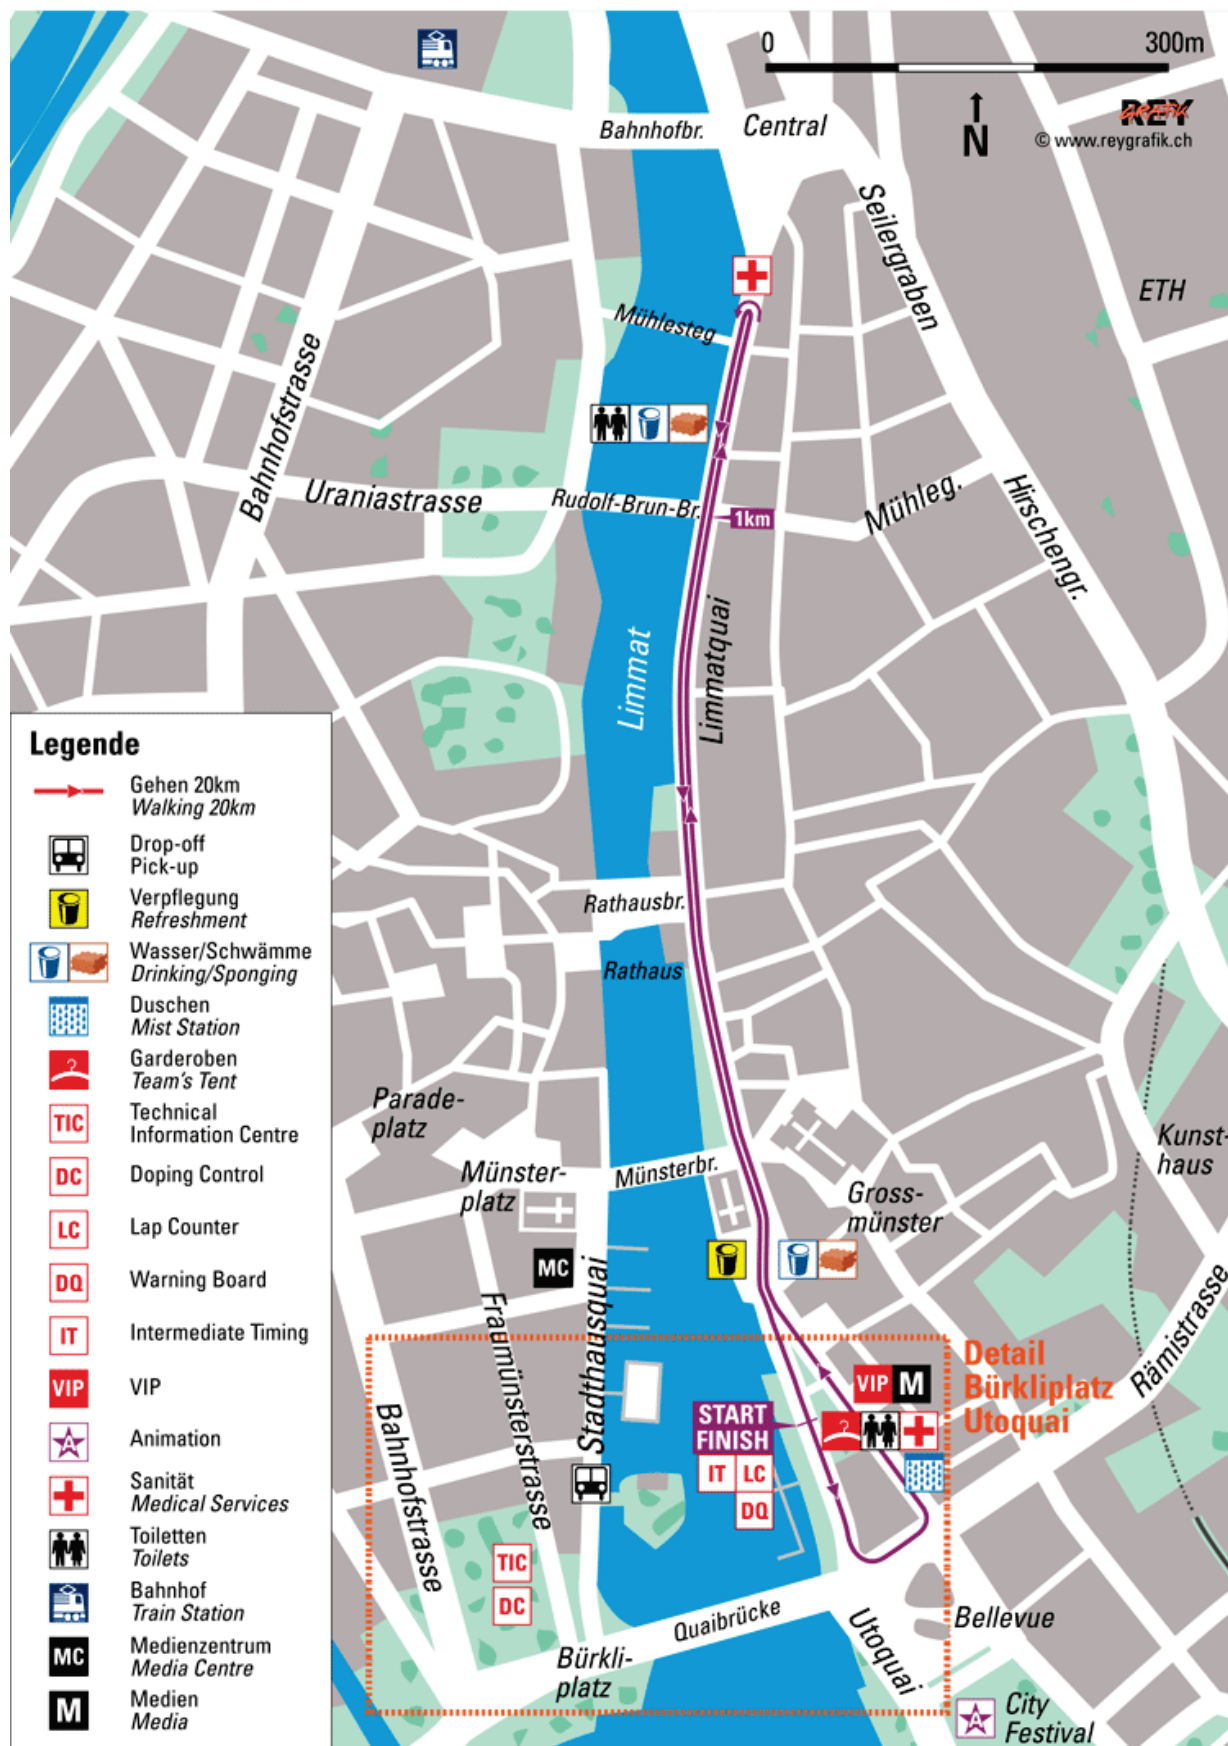 0 300m
REY
GRAFIK
© www.reygrafik.ch
N
Bahnhofbr.
Central
Seilergraben
ETH
Mühlesteg
Bahnhofstrasse
Uraniastrasse
Rudolf-Brun-Br.
1km
Mühleg.
Hirschengr.
Limmat
Limmatquai
Rathausbr.
Rathaus
Parade-
platz
Münster-
platz
Münsterbr.
Gross-
münster
Kunst-
haus
MC
Stadthausquai
Fraumünsterstrasse
Rämistrasse
Detail
Bürkliplatz
Utoquai
VIP M
START
FINISH
IT LC
DQ
Bahnhofstrasse
TIC
DC
Quaibrücke
Bürkli-
platz
Utoquai
Bellevue
A
City
Festival
Legende
Gehen 20km
Walking 20km
Drop-off
Pick-up
Verpflegung
Refreshment
Wasser/Schwämme
Drinking/Sponging
Duschen
Mist Station
Garderoben
Team's Tent
TIC Technical
Information Centre
DC Doping Control
LC Lap Counter
DQ Warning Board
IT Intermediate Timing
VIP VIP
A Animation
Sanität
Medical Services
Toiletten
Toilets
Bahnhof
Train Station
MC Medienzentrum
Media Centre
M Medien
Media